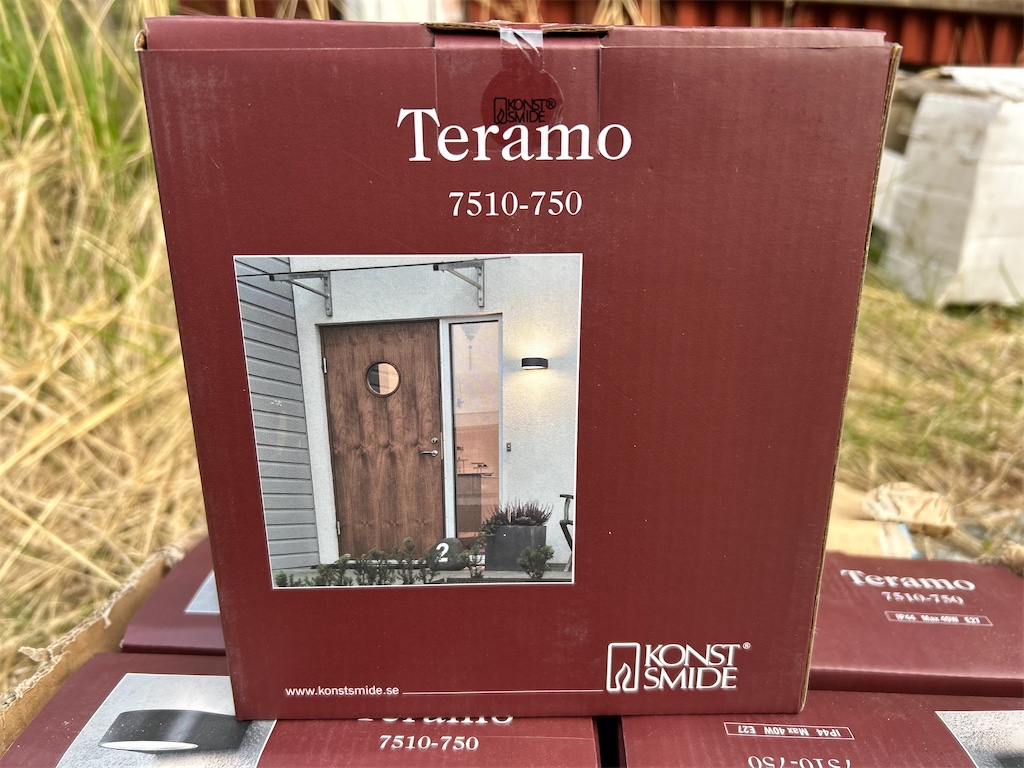 KONST®
SMIDE
Teramo
7510-750
2
www.konstsmide.se
KONST®
SMIDE
Teramo
7510-750
IP44 Max 40W E27
Teramo
7510-750
E27 Max 40W IP44
7510-750